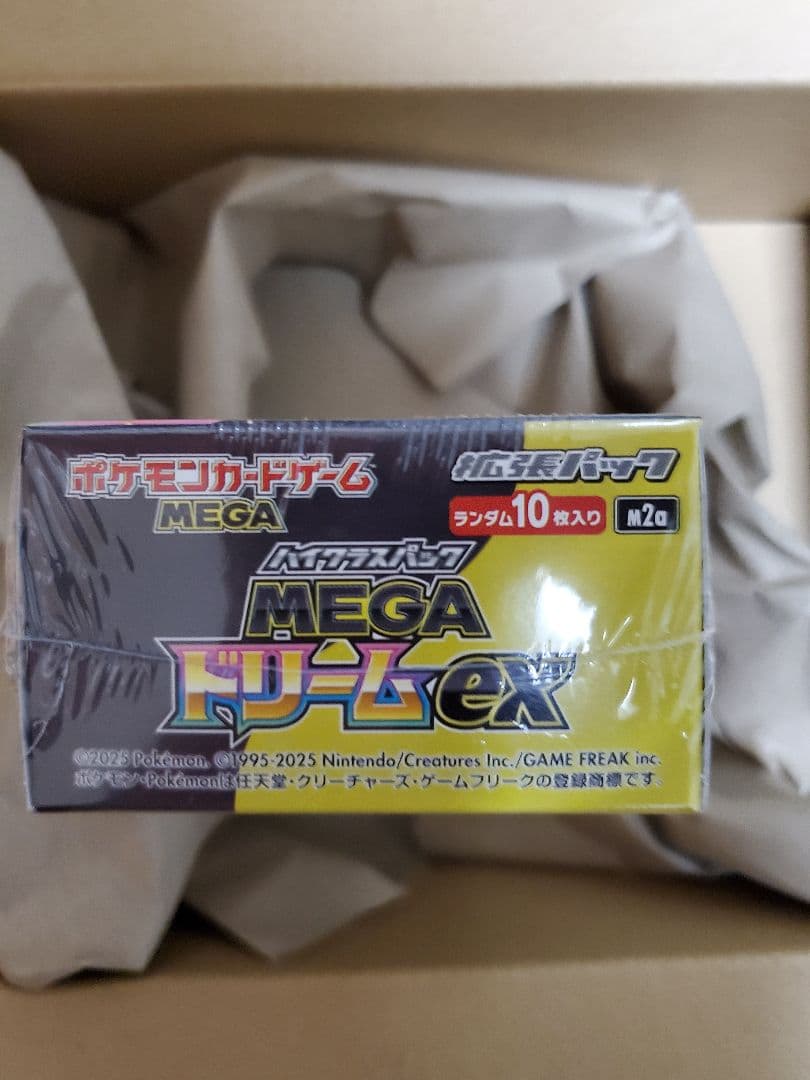 ポケモンカードゲーム
MEGA
拡張パック
ランダム10枚入り M2a
ハイクラスパック
MEGA
ドリームex
©2025 Pokémon. ©1995-2025 Nintendo/Creatures Inc./GAME FREAK inc.
ポケモン・Pokémonは任天堂・クリーチャーズ・ゲームフリークの登録商標です。